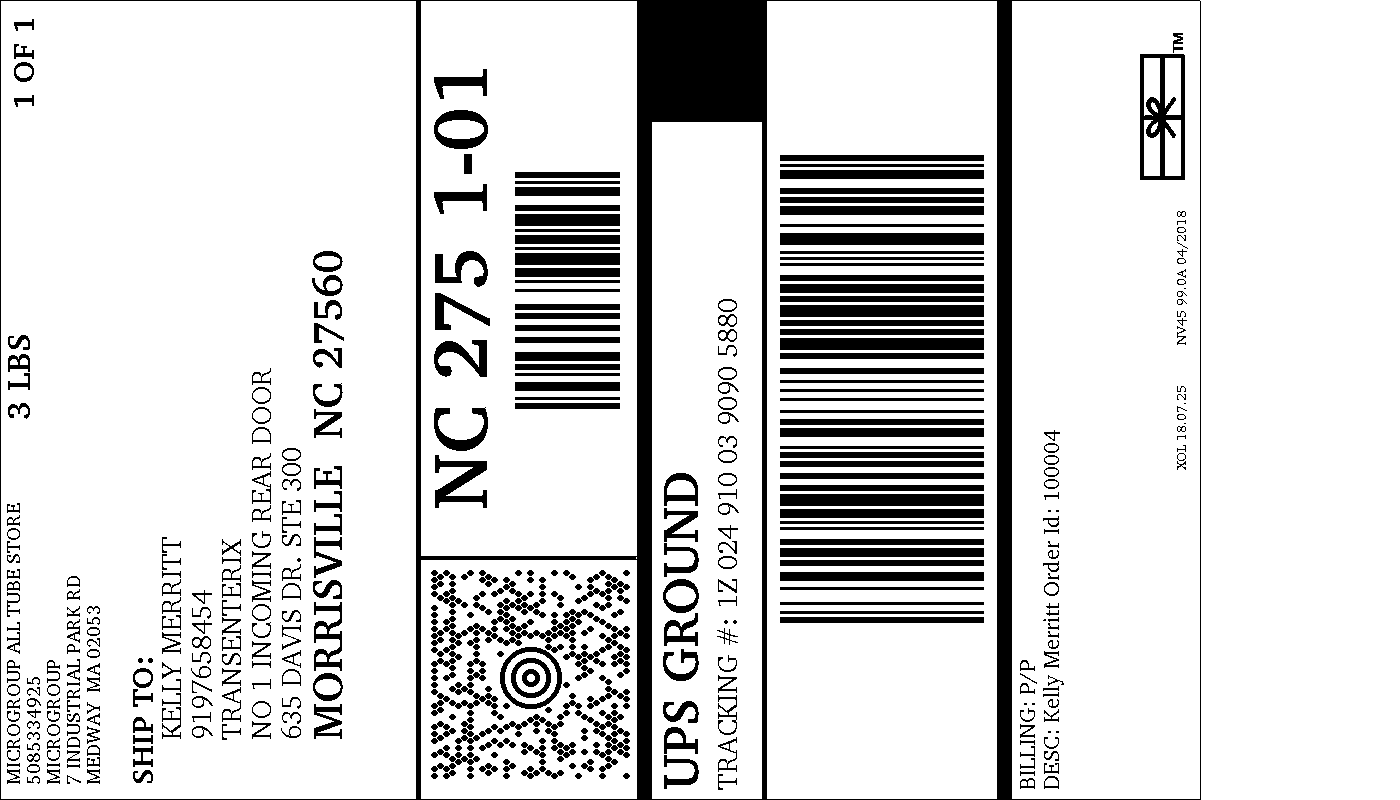 MICROGROUP ALL TUBE STORE
5085334925
MICROGROUP
7 INDUSTRIAL PARK RD
MEDWAY  MA 02053
3 LBS
1 OF 1
SHIP TO:
KELLY MERRITT
9197658454
TRANSENTERIX
NO 1 INCOMING REAR DOOR
635 DAVIS DR. STE 300
MORRISVILLE  NC 27560
NC 275 1-01
UPS GROUND
TRACKING #: 1Z 024 910 03 9090 5880
BILLING: P/P
DESC: Kelly Merritt Order Id: 100004
XOL 18.07.25
NV45 99.0A 04/2018
TM